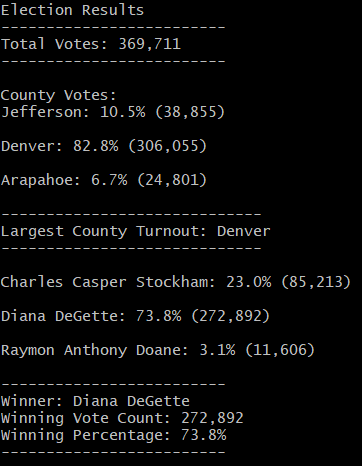 Election Results
-------------------------
Total Votes: 369,711
-------------------------
County Votes:
Jefferson: 10.5% (38,855)
Denver: 82.8% (306,055)
Arapahoe: 6.7% (24,801)
-----------------------------
Largest County Turnout: Denver
-----------------------------
Charles Casper Stockham: 23.0% (85,213)
Diana DeGette: 73.8% (272,892)
Raymon Anthony Doane: 3.1% (11,606)
-------------------------
Winner: Diana DeGette
Winning Vote Count: 272,892
Winning Percentage: 73.8%
-------------------------